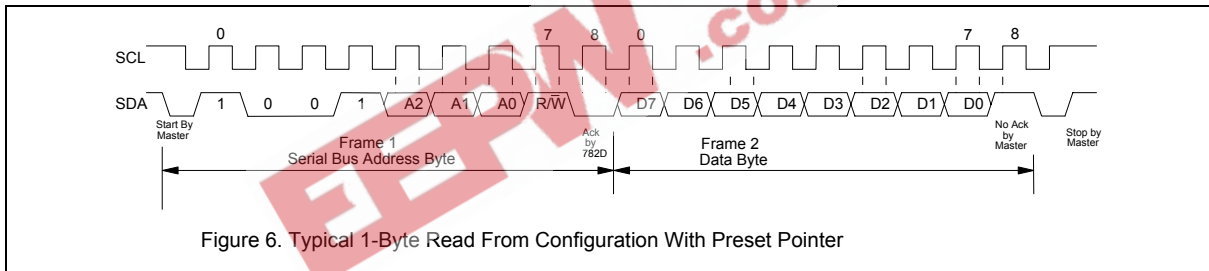 0 7 8 0 7 8
SCL
SDA 1 0 0 1 A2 A1 A0 R/W D7 D6 D5 D4 D3 D2 D1 D0
Start By
Master
Ack
by
782D
No Ack
by
Master
Stop by
Master
Frame 1
Serial Bus Address Byte
Frame 2
Data Byte
EEPW.com
Figure 6. Typical 1-Byte Read From Configuration With Preset Pointer